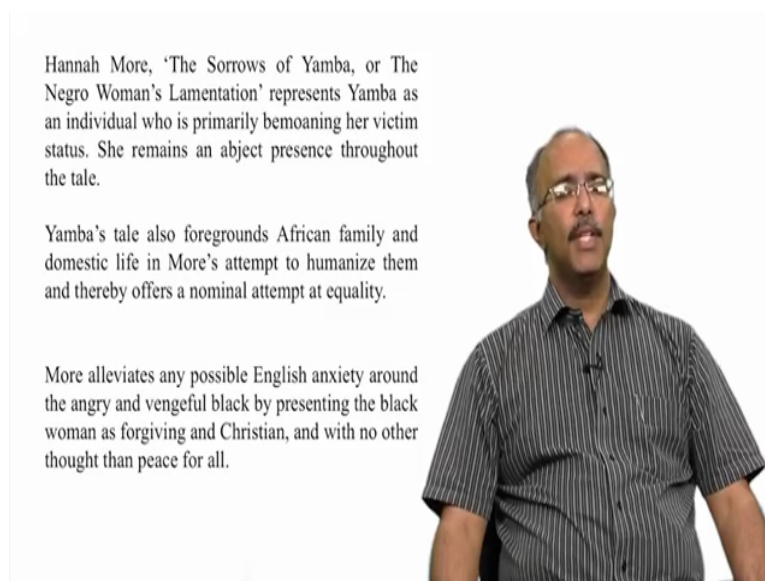 Hannah More, ‘The Sorrows of Yamba, or The
Negro Woman’s Lamentation’ represents Yamba as
an individual who is primarily bemoaning her victim
status. She remains an abject presence throughout
the tale.
Yamba’s tale also foregrounds African family and
domestic life in More’s attempt to humanize them
and thereby offers a nominal attempt at equality.
More alleviates any possible English anxiety around
the angry and vengeful black by presenting the black
woman as forgiving and Christian, and with no other
thought than peace for all.